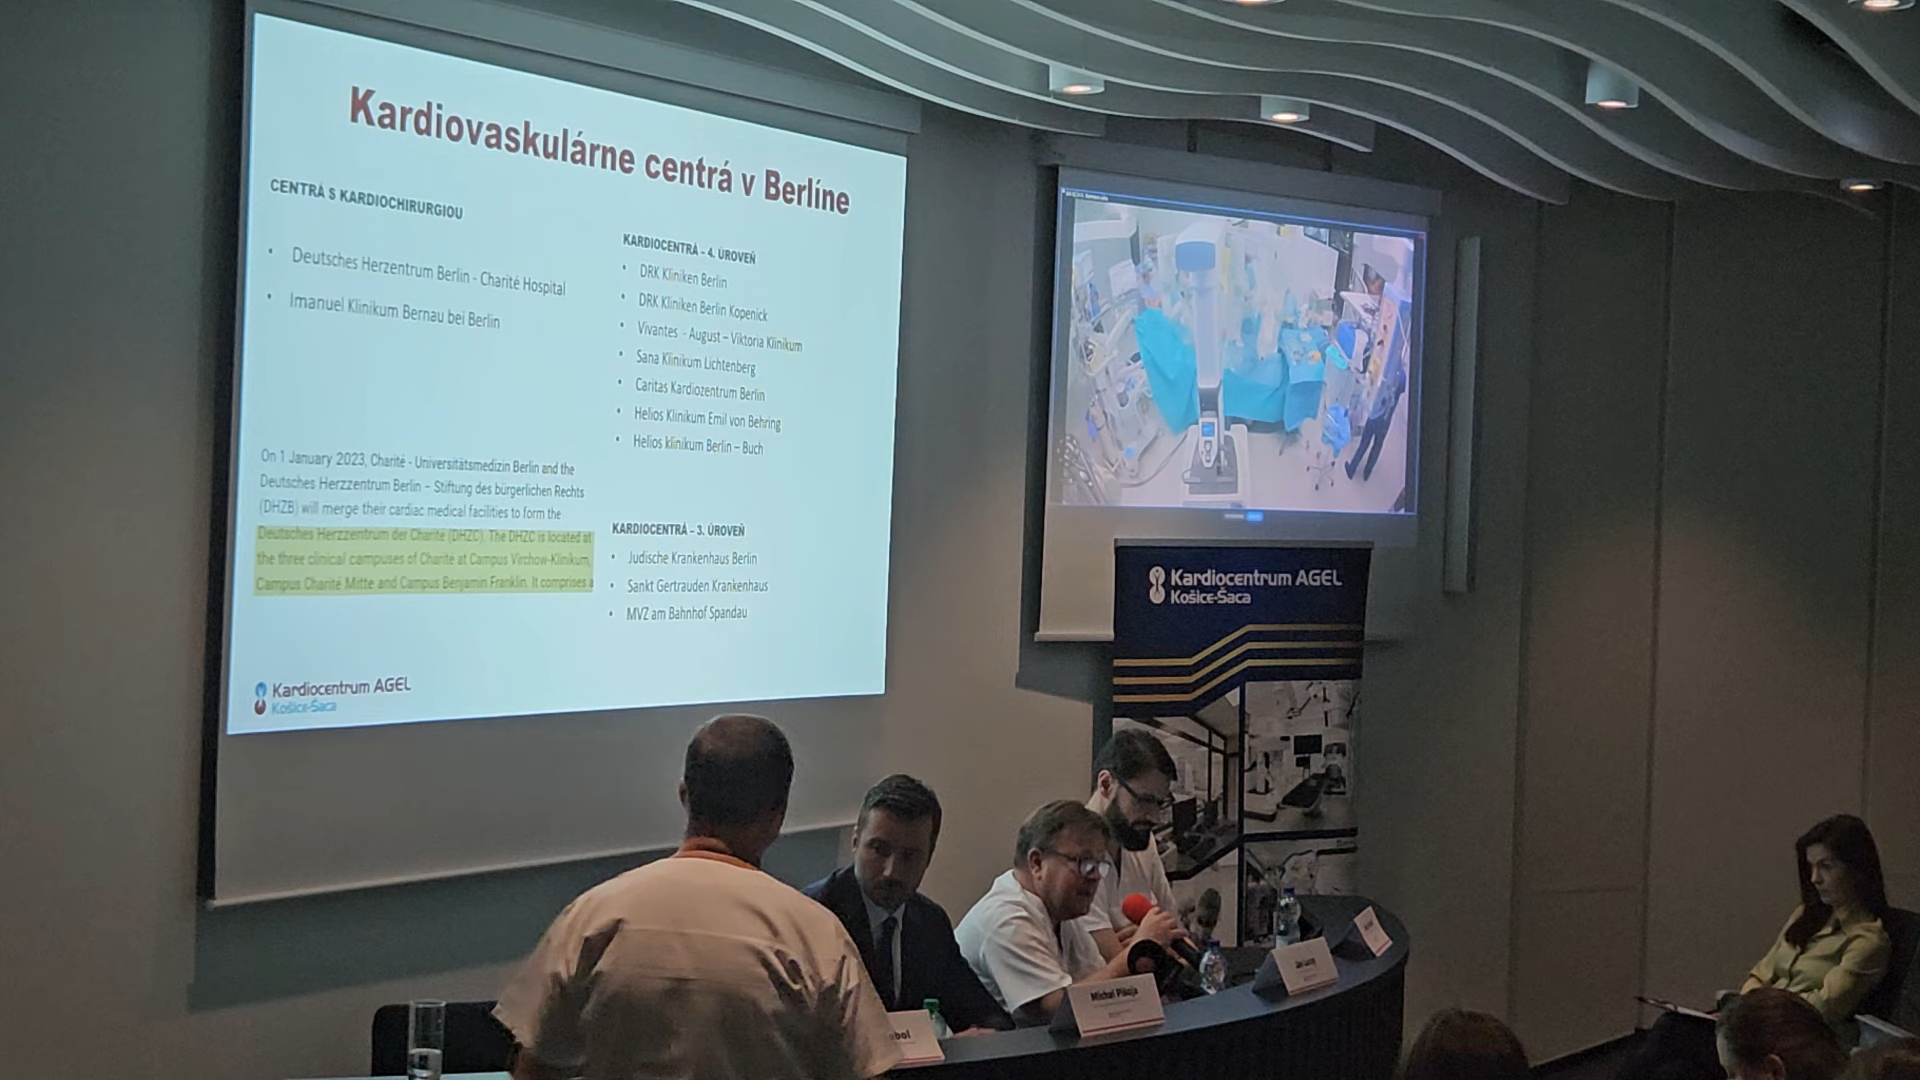 Kardiovaskulárne centrá v Berlíne
CENTRÁ S KARDIOCHIRURGIOU
• Deutsches Herzentrum Berlin - Charité Hospital
• Imanuel Klinikum Bernau bei Berlin
On 1 January 2023, Charité - Universitätsmedizin Berlin and the
Deutsches Herzzentrum Berlin – Stiftung des bürgerlichen Rechts
(DHZB) will merge their cardiac medical facilities to form the
Deutsches Herzzentrum der Charité (DHZC). The DHZC is located at
the three clinical campuses of Charité at Campus Virchow-Klinikum,
Campus Charité Mitte and Campus Benjamin Franklin. It comprises a
KARDIOCENTRÁ – 4. ÚROVEŇ
• DRK Kliniken Berlin
• DRK Kliniken Berlin Kopenick
• Vivantes - August – Viktoria Klinikum
• Sana Klinikum Lichtenberg
• Caritas Kardiozentrum Berlin
• Helios Klinikum Emil von Behring
• Helios klinikum Berlin – Buch
KARDIOCENTRÁ – 3. ÚROVEŇ
• Judische Krankenhaus Berlin
• Sankt Gertrauden Krankenhaus
• MVZ am Bahnhof Spandau
Kardiocentrum AGEL
Košice-Šaca
Kardiocentrum AGEL
Košice-Šaca
bol
Michal Pišoja